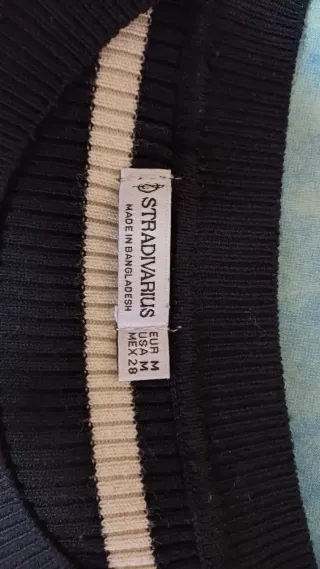 STRADIVARIUS
MADE IN BANGLADESH
EUR M
USA M
MEX 28